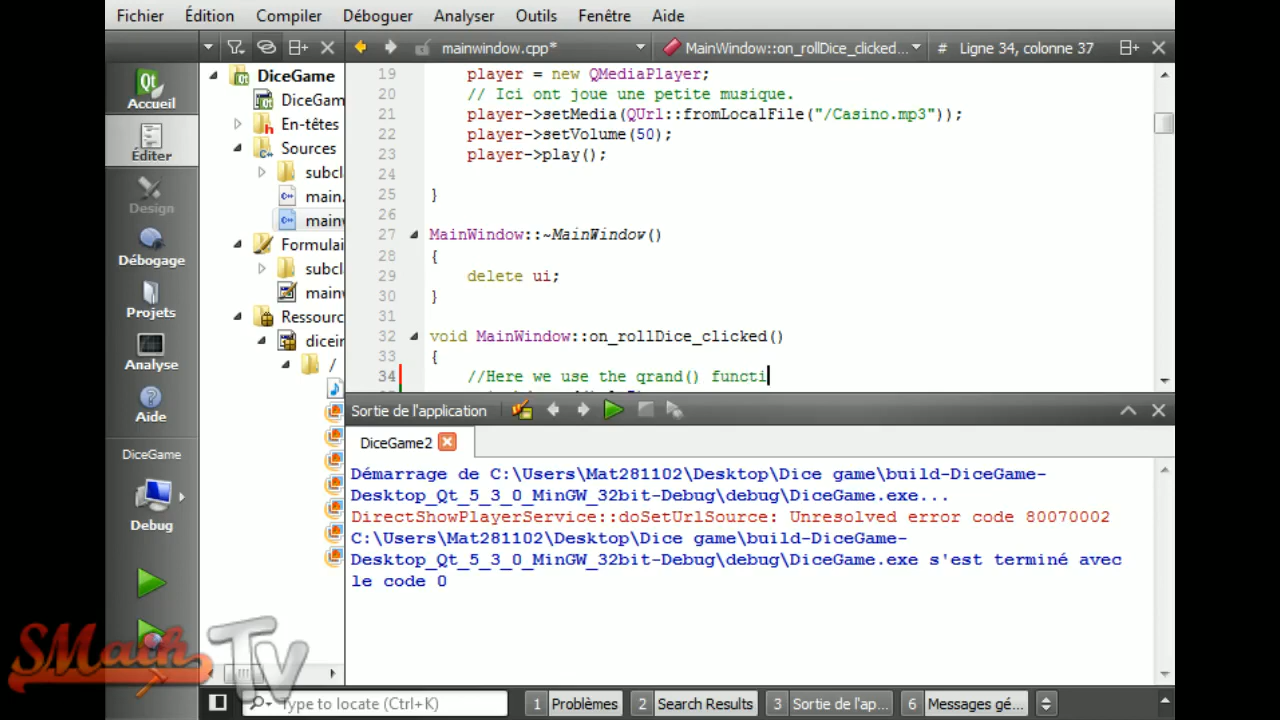 Fichier Édition Compiler Déboguer Analyser Outils Fenêtre Aide
mainwindow.cpp* MainWindow::on_rollDice_clicked... # Ligne 34, colonne 37
Accueil
Éditer
Design
Débogage
Projets
Analyse
Aide
DiceGame
Debug
DiceGame
DiceGam
En-têtes
Sources
subcl
main.
main
Formulai
subcl
main
Ressourc
dicein
/
19 player = new QMediaPlayer;
20 // Ici ont joue une petite musique.
21 player->setMedia(QUrl::fromLocalFile("/Casino.mp3"));
22 player->setVolume(50);
23 player->play();
24
25 }
26
27 MainWindow::~MainWindow()
28 {
29 delete ui;
30 }
31
32 void MainWindow::on_rollDice_clicked()
33 {
34 //Here we use the qrand() functi
Sortie de l'application
DiceGame2
Démarrage de C:\Users\Mat281102\Desktop\Dice game\build-DiceGame-
Desktop_Qt_5_3_0_MinGW_32bit-Debug\debug\DiceGame.exe...
DirectShowPlayerService::doSetUrlSource: Unresolved error code 80070002
C:\Users\Mat281102\Desktop\Dice game\build-DiceGame-
Desktop_Qt_5_3_0_MinGW_32bit-Debug\debug\DiceGame.exe s'est terminé avec
le code 0
SMath Tv
Type to locate (Ctrl+K) 1 Problèmes 2 Search Results 3 Sortie de l'ap... 6 Messages gé...